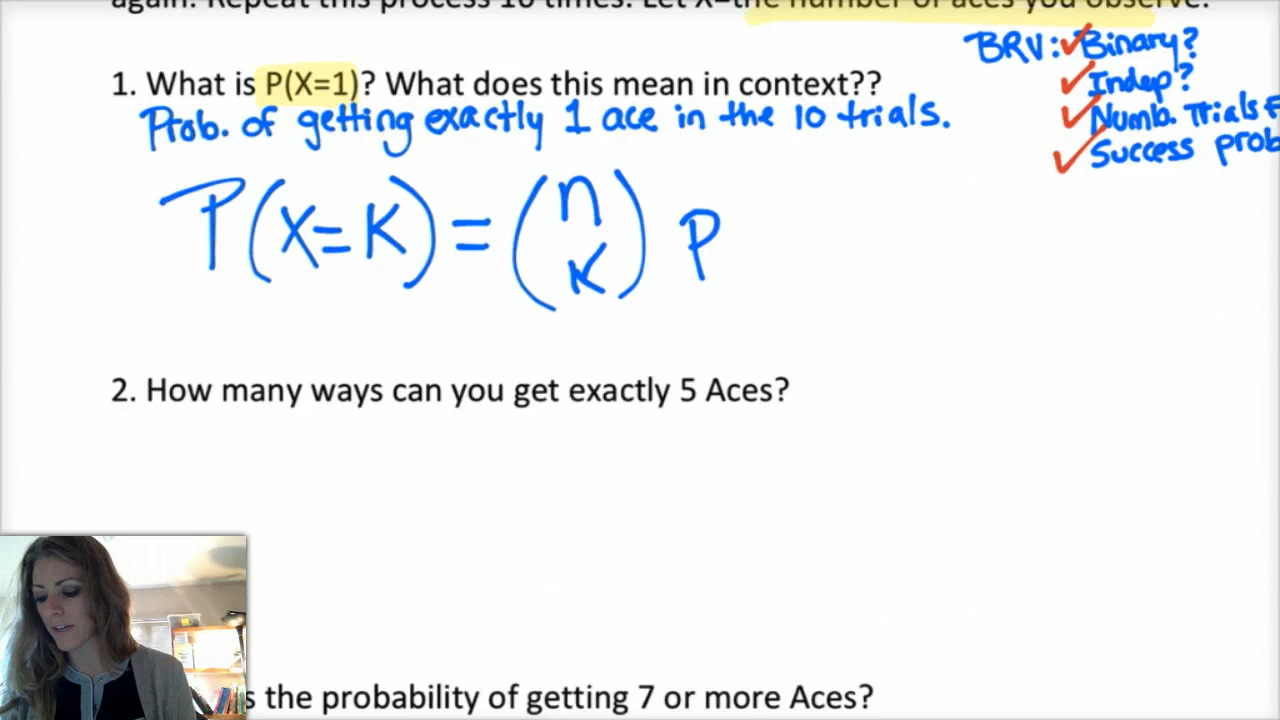 again. Repeat this process 10 times. Let X=the number of aces you observe.
BRV: Binary?
Indep?
Numb. Trials F
Success prob
1. What is P(X=1)? What does this mean in context??
Prob. of getting exactly 1 ace in the 10 trials.
P(X=K) = (n K) P
2. How many ways can you get exactly 5 Aces?
s the probability of getting 7 or more Aces?